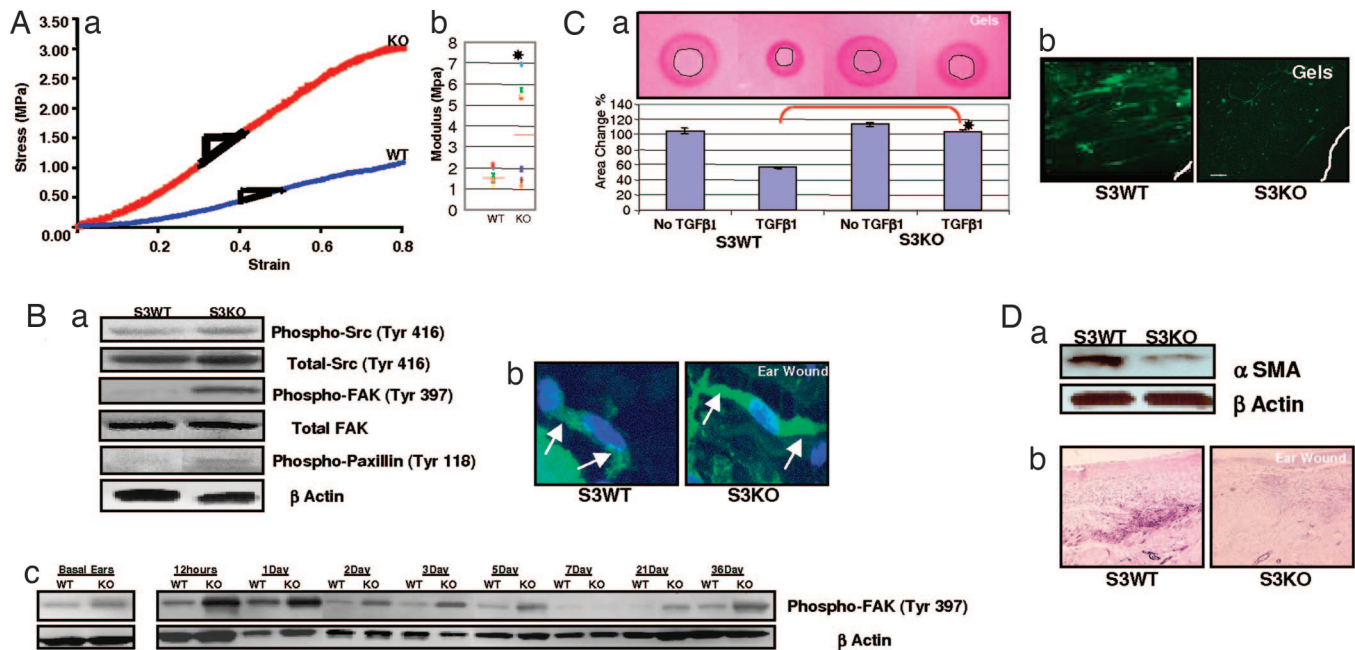 A
a
3.50
3.00
2.50
2.00
1.50
1.00
0.50
0.00
Stress (MPa)
KO
WT
0.2
0.4
0.6
0.8
Strain
b
8
7
6
5
4
3
2
1
0
Modulus (Mpa)
WT KO
C
a
Gels
140
120
100
80
60
40
20
0
Area Change %
No TGFβ1 TGFβ1 No TGFβ1 TGFβ1
S3WT S3KO
b
Gels
S3WT S3KO
B
a
S3WT S3KO
Phospho-Src (Tyr 416)
Total-Src (Tyr 416)
Phospho-FAK (Tyr 397)
Total FAK
Phospho-Paxillin (Tyr 118)
β Actin
b
Ear Wound
S3WT S3KO
c
Basal Ears 12hours 1Day 2Day 3Day 5Day 7Day 21Day 36Day
WT KO WT KO WT KO WT KO WT KO WT KO WT KO WT KO WT KO
Phospho-FAK (Tyr 397)
β Actin
D
a
S3WT S3KO
α SMA
β Actin
b
Ear Wound
S3WT S3KO